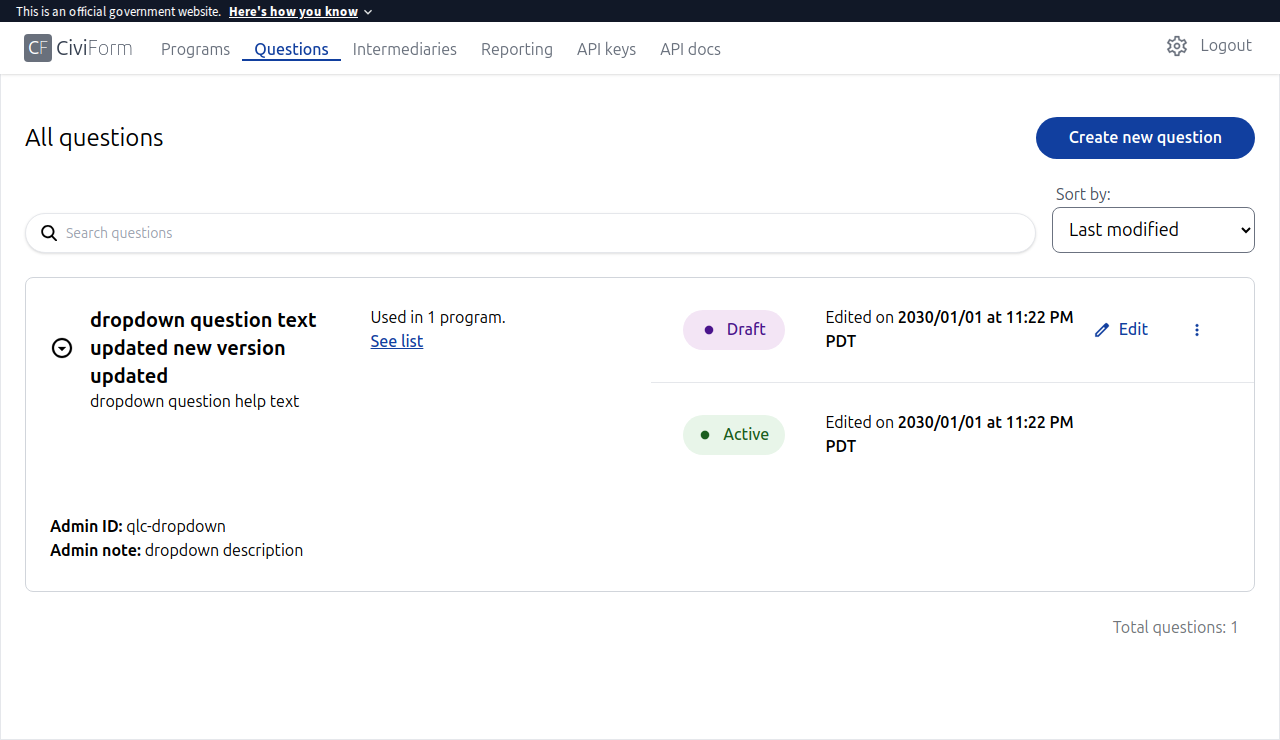 This is an official government website. Here's how you know
CF CiviForm Programs Questions Intermediaries Reporting API keys API docs Logout
All questions
Create new question
Sort by:
Search questions
Last modified
dropdown question text
updated new version
updated
dropdown question help text
Used in 1 program.
See list
Draft
Edited on 2030/01/01 at 11:22 PM
PDT
Edit
Active
Edited on 2030/01/01 at 11:22 PM
PDT
Admin ID: qlc-dropdown
Admin note: dropdown description
Total questions: 1